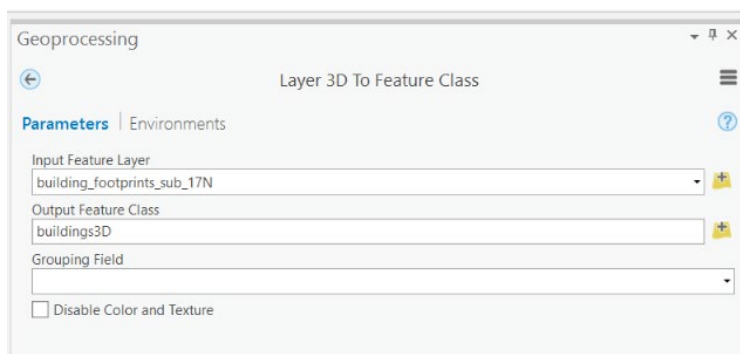 Geoprocessing
Layer 3D To Feature Class
Parameters | Environments
Input Feature Layer
building_footprints_sub_17N
Output Feature Class
buildings3D
Grouping Field
Disable Color and Texture